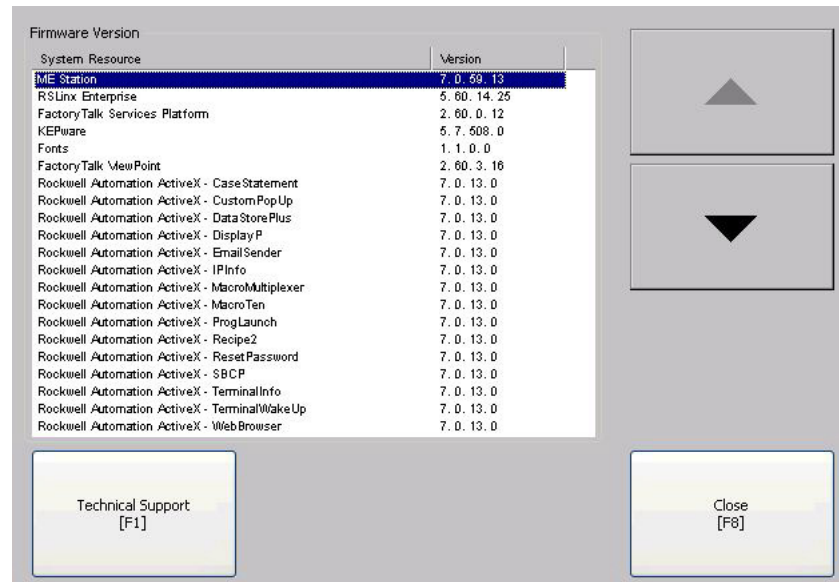 Firmware Version
System Resource Version
ME Station 7. 0. 59. 13
RSLinx Enterprise 5. 60. 14. 25
FactoryTalk Services Platform 2. 60. 0. 12
KEPware 5. 7. 508. 0
Fonts 1. 1. 0. 0
FactoryTalk ViewPoint 2. 60. 3. 16
Rockwell Automation ActiveX - CaseStatement 7. 0. 13. 0
Rockwell Automation ActiveX - CustomPopUp 7. 0. 13. 0
Rockwell Automation ActiveX - DataStorePlus 7. 0. 13. 0
Rockwell Automation ActiveX - DisplayP 7. 0. 13. 0
Rockwell Automation ActiveX - EmailSender 7. 0. 13. 0
Rockwell Automation ActiveX - IPInfo 7. 0. 13. 0
Rockwell Automation ActiveX - MacroMultiplexer 7. 0. 13. 0
Rockwell Automation ActiveX - MacroTen 7. 0. 13. 0
Rockwell Automation ActiveX - ProgLaunch 7. 0. 13. 0
Rockwell Automation ActiveX - Recipe2 7. 0. 13. 0
Rockwell Automation ActiveX - ResetPassword 7. 0. 13. 0
Rockwell Automation ActiveX - SBCP 7. 0. 13. 0
Rockwell Automation ActiveX - TerminalInfo 7. 0. 13. 0
Rockwell Automation ActiveX - TerminalWakeUp 7. 0. 13. 0
Rockwell Automation ActiveX - WebBrowser 7. 0. 13. 0
Technical Support
[F1]
Close
[F8]